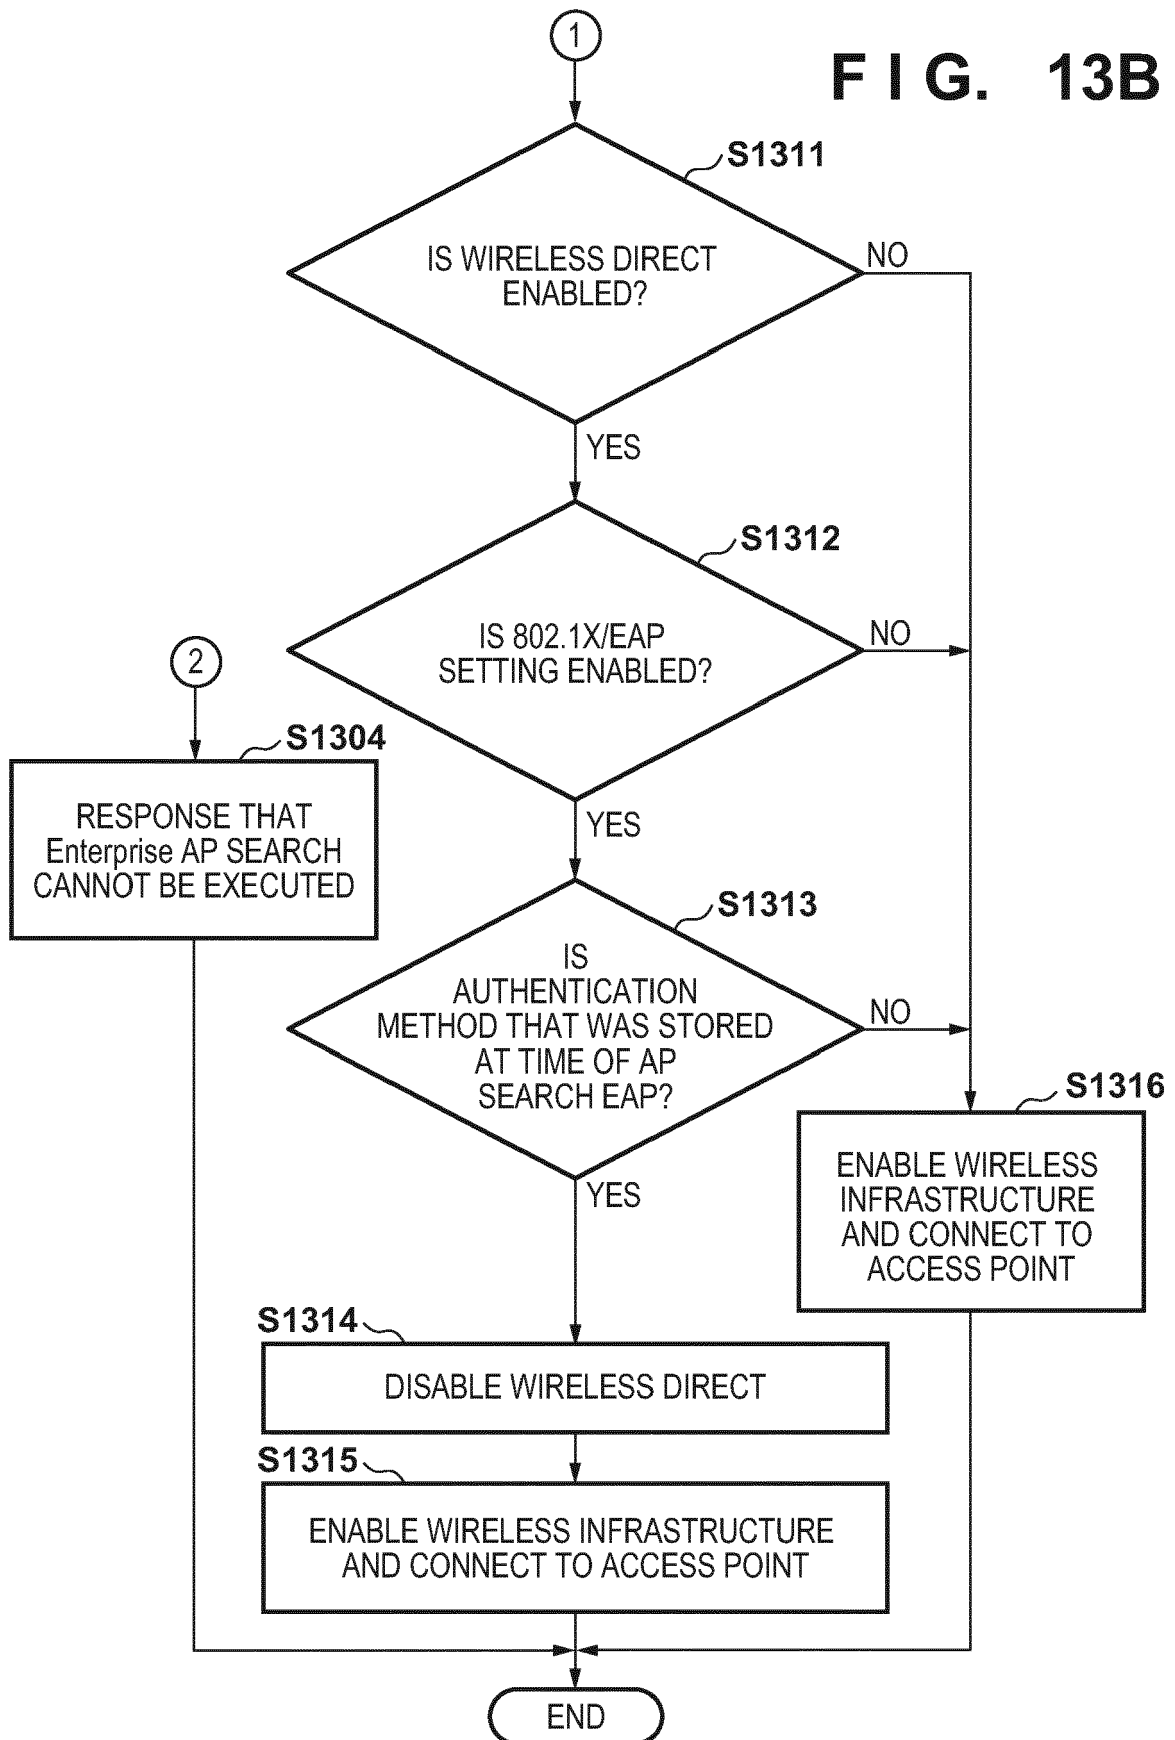 1
FIG. 13B
S1311
IS WIRELESS DIRECT
ENABLED?
NO
YES
S1312
IS 802.1X/EAP
SETTING ENABLED?
NO
2
S1304
RESPONSE THAT
Enterprise AP SEARCH
CANNOT BE EXECUTED
YES
S1313
IS
AUTHENTICATION
METHOD THAT WAS STORED
AT TIME OF AP
SEARCH EAP?
NO
S1316
ENABLE WIRELESS
INFRASTRUCTURE
AND CONNECT TO
ACCESS POINT
YES
S1314
DISABLE WIRELESS DIRECT
S1315
ENABLE WIRELESS INFRASTRUCTURE
AND CONNECT TO ACCESS POINT
END